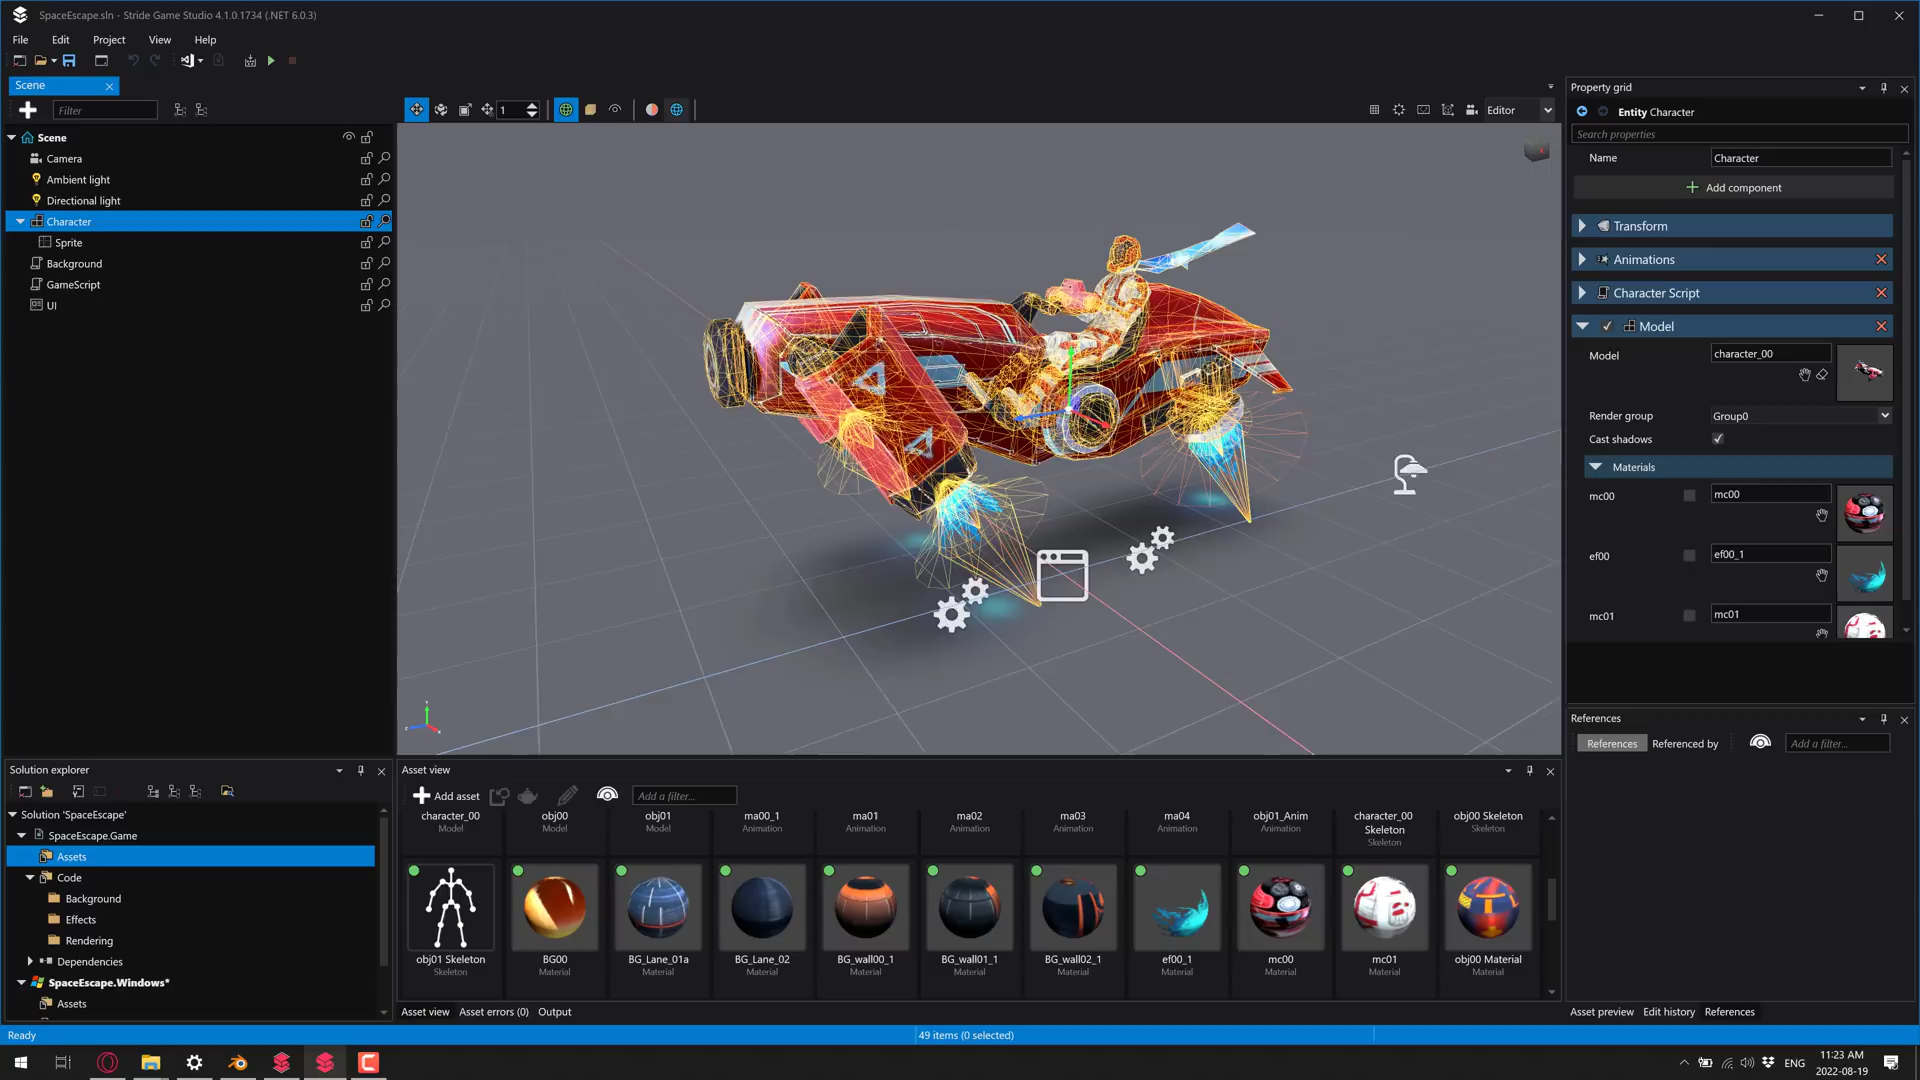 SpaceEscape.sln - Stride Game Studio 4.1.0.1734 (.NET 6.0.3)
File Edit Project View Help
Scene
Filter
Scene
Camera
Ambient light
Directional light
Character
Sprite
Background
GameScript
UI
1
Editor
Property grid
Entity Character
Search properties
Name Character
Add component
Transform
Animations
Character Script
Model
Model character_00
Render group Group0
Cast shadows
Materials
mc00 mc00
ef00 ef00_1
mc01 mc01
References
References Referenced by Add a filter...
Asset preview Edit history References
Solution explorer
Solution 'SpaceEscape'
SpaceEscape.Game
Assets
Code
Background
Effects
Rendering
Dependencies
SpaceEscape.Windows*
Assets
Asset view
Add asset Add a filter...
character_00 obj00 obj01 ma00_1 ma01 ma02 ma03 ma04 obj01_Anim character_00 Skeleton obj00 Skeleton
Model Model Model Animation Animation Animation Animation Animation Animation Skeleton Skeleton
obj01 Skeleton BG00 BG_Lane_01a BG_Lane_02 BG_wall00_1 BG_wall01_1 BG_wall02_1 ef00_1 mc00 mc01 obj00 Material
Skeleton Material Material Material Material Material Material Material Material Material Material
Asset view Asset errors (0) Output
Ready 49 items (0 selected)
ENG 11:23 AM
2022-08-19